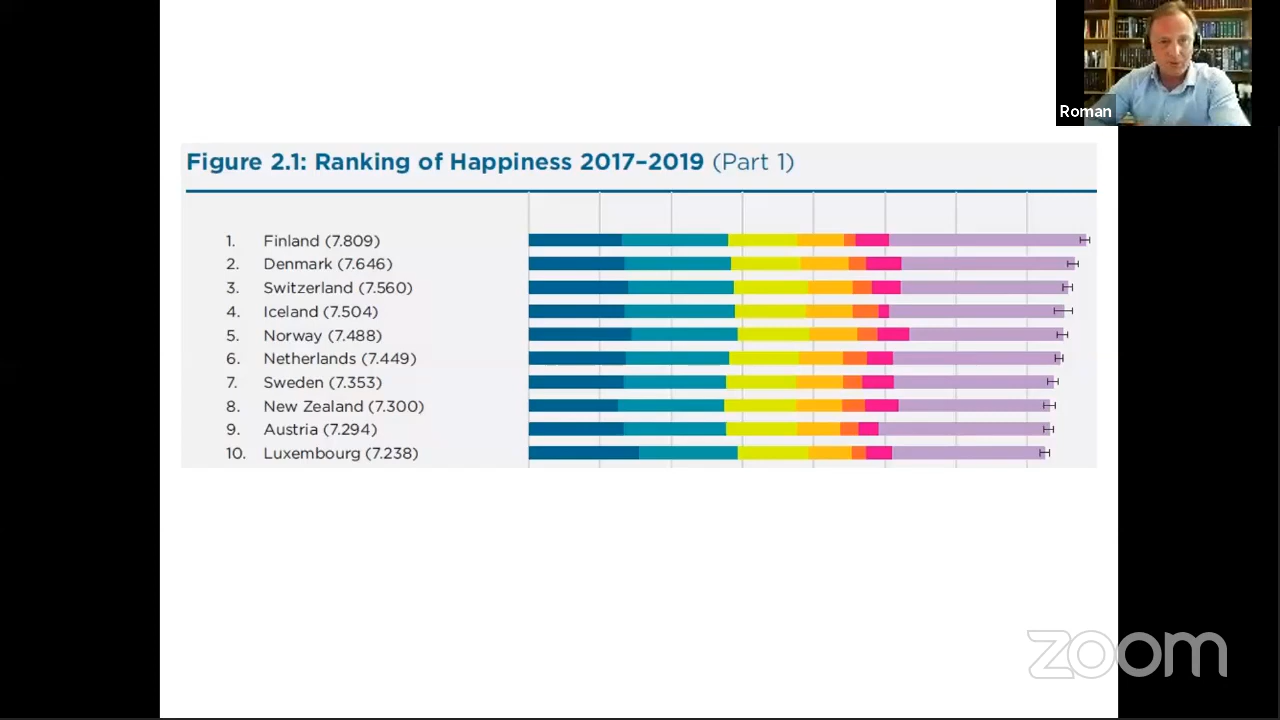 Roman
Figure 2.1: Ranking of Happiness 2017–2019 (Part 1)
1. Finland (7.809)
2. Denmark (7.646)
3. Switzerland (7.560)
4. Iceland (7.504)
5. Norway (7.488)
6. Netherlands (7.449)
7. Sweden (7.353)
8. New Zealand (7.300)
9. Austria (7.294)
10. Luxembourg (7.238)
zoom